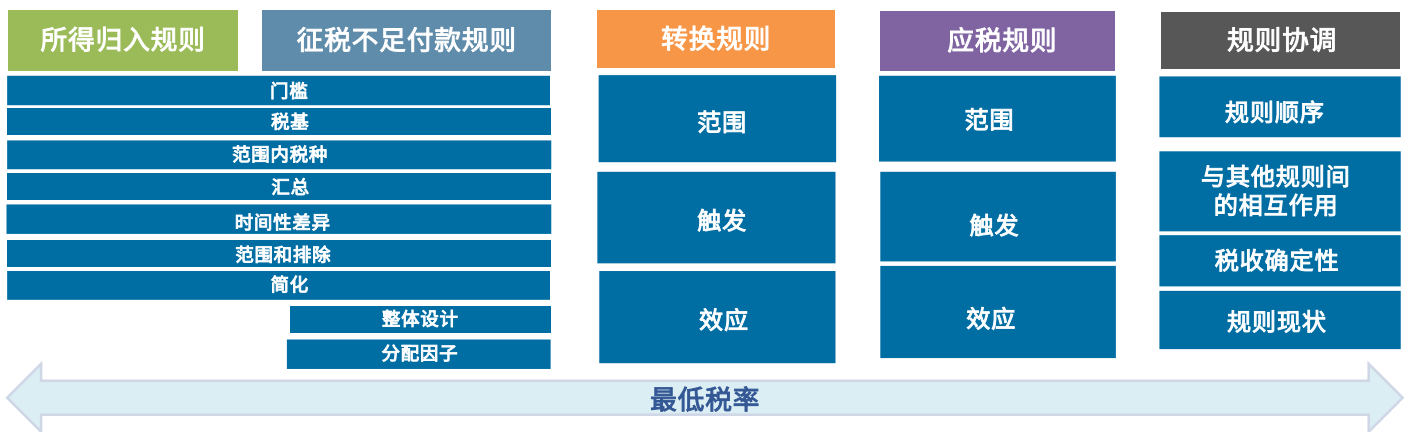 所得归入规则
征税不足付款规则
门槛
税基
范围内税种
汇总
时间性差异
范围和排除
简化
整体设计
分配因子
转换规则
范围
触发
效应
应税规则
范围
触发
效应
规则协调
规则顺序
与其他规则间
的相互作用
税收确定性
规则现状
最低税率